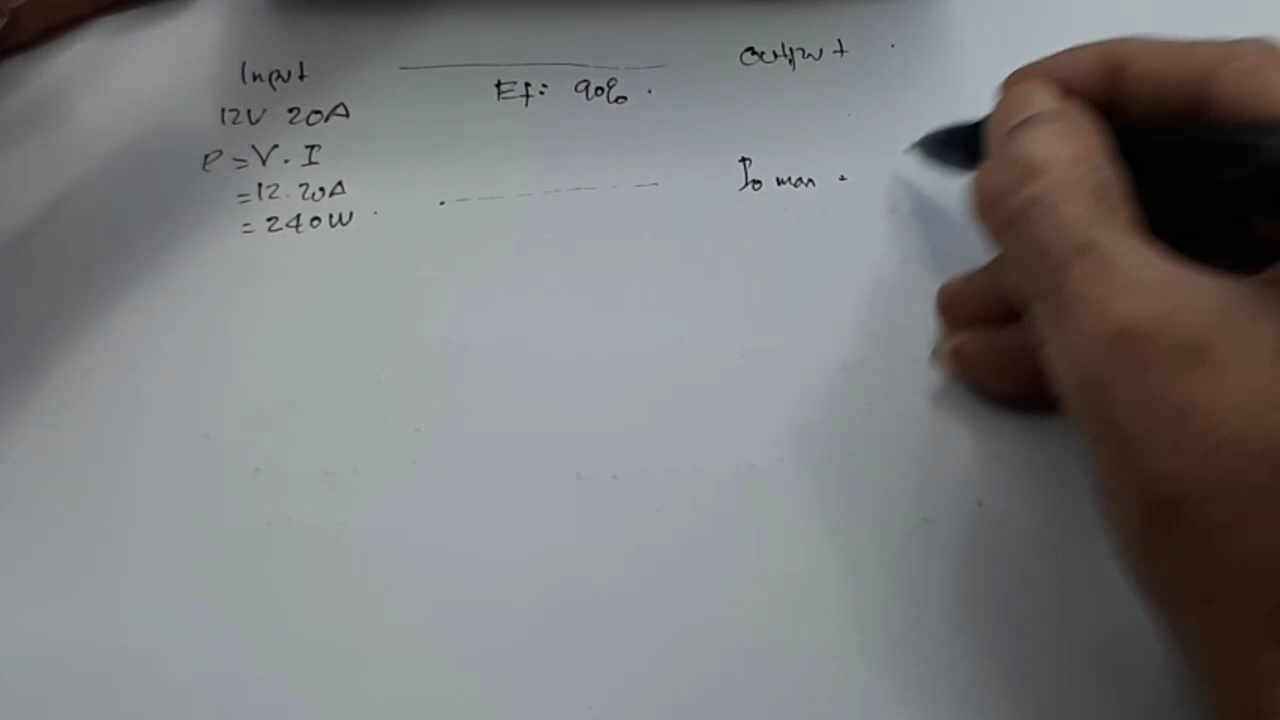 Input
12V 20A
P = V . I
= 12 . 20A
= 240W
Ef: 90%
Output
Po max